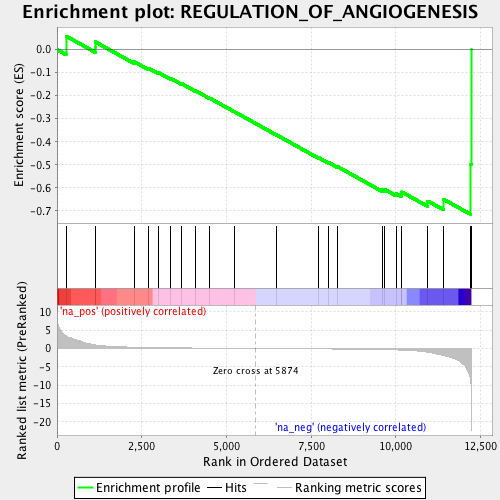 Enrichment plot: REGULATION_OF_ANGIOGENESIS
Enrichment score (ES)
0.0
-0.1
-0.2
-0.3
-0.4
-0.5
-0.6
-0.7
'na_pos' (positively correlated)
Ranked list metric (PreRanked)
10
5
0
-5
-10
-15
-20
Zero cross at 5874
'na_neg' (negatively correlated)
0
2,500
5,000
7,500
10,000
12,500
Rank in Ordered Dataset
Enrichment profile
Hits
Ranking metric scores